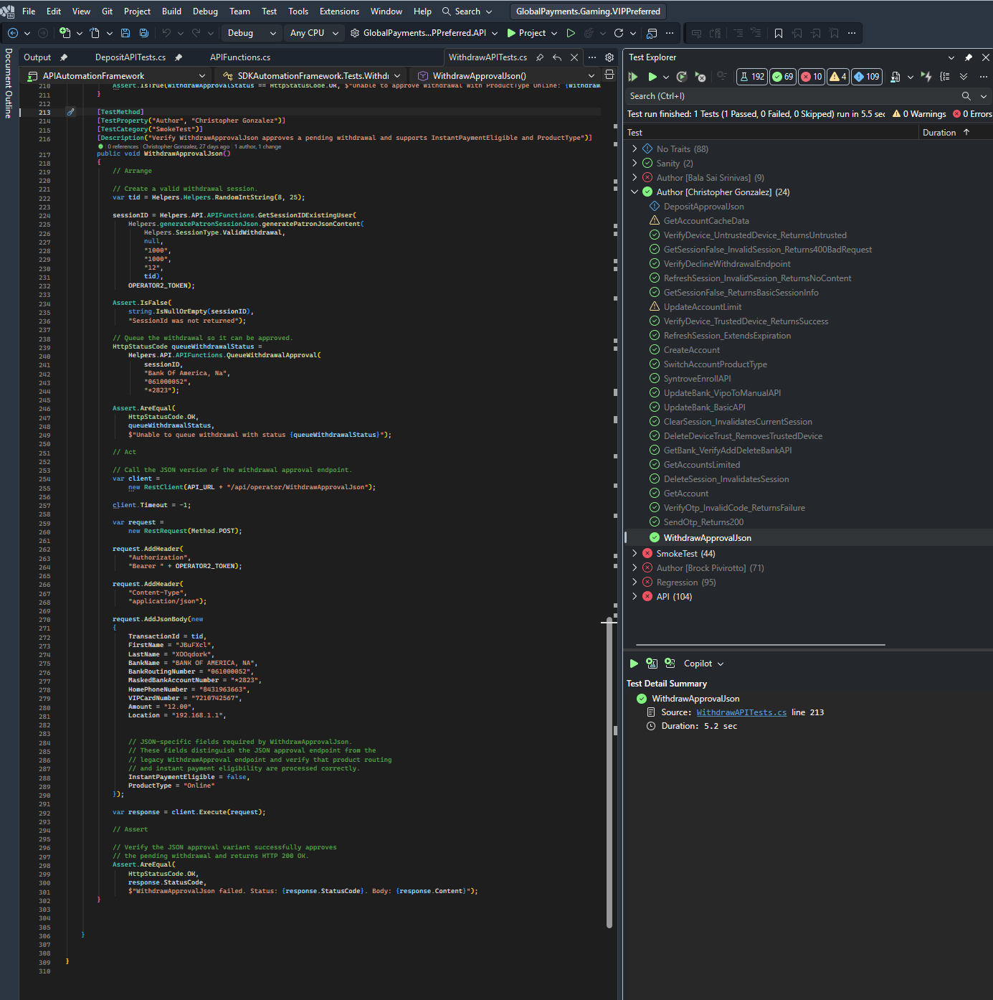 File Edit View Git Project Build Debug Team Test Tools Extensions Window Help Search GlobalPayments.Gaming.VIPPreferred
Debug Any CPU GlobalPayments...PPreferred.API Project
Document Outline
Output DepositAPITests.cs APIFunctions.cs WithdrawAPITests.cs
APIAutomationFramework SDKAutomationFramework.Tests.Withdr WithdrawApprovalJson()
210 Assert.IsTrue(WithdrawApprovalStatus == HttpStatusCode.OK, $"Unable to approve Withdrawal With ProductType Online: {Withdraw
211 }
212
213 [TestMethod]
214 [TestProperty("Author", "Christopher Gonzalez")]
215 [TestCategory("SmokeTest")]
216 [Description("Verify WithdrawApprovalJson approves a pending withdrawal and supports InstantPaymentEligible and ProductType")]
0 references | Christopher Gonzalez, 27 days ago | 1 author, 1 change
217 public void WithdrawApprovalJson()
218 {
219 // Arrange
220
221 // Create a valid withdrawal session.
222 var tid = Helpers.Helpers.RandomIntString(8, 25);
223
224 sessionID = Helpers.API.APIFunctions.GetSessionIDExistingUser(
225 Helpers.generatePatronSessionJson.generatePatronJsonContent(
226 Helpers.SessionType.ValidWithdrawal,
227 null,
228 "1000",
229 "1000",
230 "12",
231 tid),
232 OPERATOR2_TOKEN);
233
234 Assert.IsFalse(
235 string.IsNullOrEmpty(sessionID),
236 "SessionId was not returned");
237
238 // Queue the withdrawal so it can be approved.
239 HttpStatusCode queueWithdrawalStatus =
240 Helpers.API.APIFunctions.QueueWithdrawalApproval(
241 sessionID,
242 "Bank Of America, Na",
243 "061000052",
244 "*2823");
245
246 Assert.AreEqual(
247 HttpStatusCode.OK,
248 queueWithdrawalStatus,
249 $"Unable to queue withdrawal with status {queueWithdrawalStatus}");
250
251 // Act
252
253 // Call the JSON version of the withdrawal approval endpoint.
254 var client =
255 new RestClient(API_URL + "/api/operator/WithdrawApprovalJson");
256
257 client.Timeout = -1;
258
259 var request =
260 new RestRequest(Method.POST);
261
262 request.AddHeader(
263 "Authorization",
264 "Bearer " + OPERATOR2_TOKEN);
265
266 request.AddHeader(
267 "Content-Type",
268 "application/json");
269
270 request.AddJsonBody(new
271 {
272 TransactionId = tid,
273 FirstName = "JBuFXcl",
274 LastName = "XOOqdork",
275 BankName = "BANK OF AMERICA, NA",
276 BankRoutingNumber = "061000052",
277 MaskedBankAccountNumber = "*2823",
278 HomePhoneNumber = "8431963663",
279 VIPCardNumber = "7210742567",
280 Amount = "12.00",
281 Location = "192.168.1.1",
282
283
284 // JSON-specific fields required by WithdrawApprovalJson.
285 // These fields distinguish the JSON approval endpoint from the
286 // legacy WithdrawApproval endpoint and verify that product routing
287 // and instant payment eligibility are processed correctly.
288 InstantPaymentEligible = false,
289 ProductType = "Online"
290 });
291
292 var response = client.Execute(request);
293
294 // Assert
295
296 // Verify the JSON approval variant successfully approves
297 // the pending withdrawal and returns HTTP 200 OK.
298 Assert.AreEqual(
299 HttpStatusCode.OK,
300 response.StatusCode,
301 $"WithdrawApprovalJson failed. Status: {response.StatusCode}. Body: {response.Content}");
302 }
303
304
305
306 }
307
308
309 }
310
Test Explorer
192 69 10 4 109
Search (Ctrl+I)
Test run finished: 1 Tests (1 Passed, 0 Failed, 0 Skipped) run in 5.5 sec 0 Warnings 0 Errors
Test Duration
No Traits (88)
Sanity (2)
Author [Bala Sai Srinivas] (9)
Author [Christopher Gonzalez] (24)
DepositApprovalJson
GetAccountCacheData
VerifyDevice_UntrustedDevice_ReturnsUntrusted
GetSessionFalse_InvalidSession_Returns400BadRequest
VerifyDeclineWithdrawalEndpoint
RefreshSession_InvalidSession_ReturnsNoContent
GetSessionFalse_ReturnsBasicSessionInfo
UpdateAccountLimit
VerifyDevice_TrustedDevice_ReturnsSuccess
RefreshSession_ExtendsExpiration
CreateAccount
SwitchAccountProductType
SyntroveEnrollAPI
UpdateBank_VipoToManualAPI
UpdateBank_BasicAPI
ClearSession_InvalidatesCurrentSession
DeleteDeviceTrust_RemovesTrustedDevice
GetBank_VerifyAddDeleteBankAPI
GetAccountsLimited
DeleteSession_InvalidatesSession
GetAccount
VerifyOtp_InvalidCode_ReturnsFailure
SendOtp_Returns200
WithdrawApprovalJson
SmokeTest (44)
Author [Brock Pivirotto] (71)
Regression (95)
API (104)
Copilot
Test Detail Summary
WithdrawApprovalJson
Source: WithdrawAPITests.cs line 213
Duration: 5.2 sec